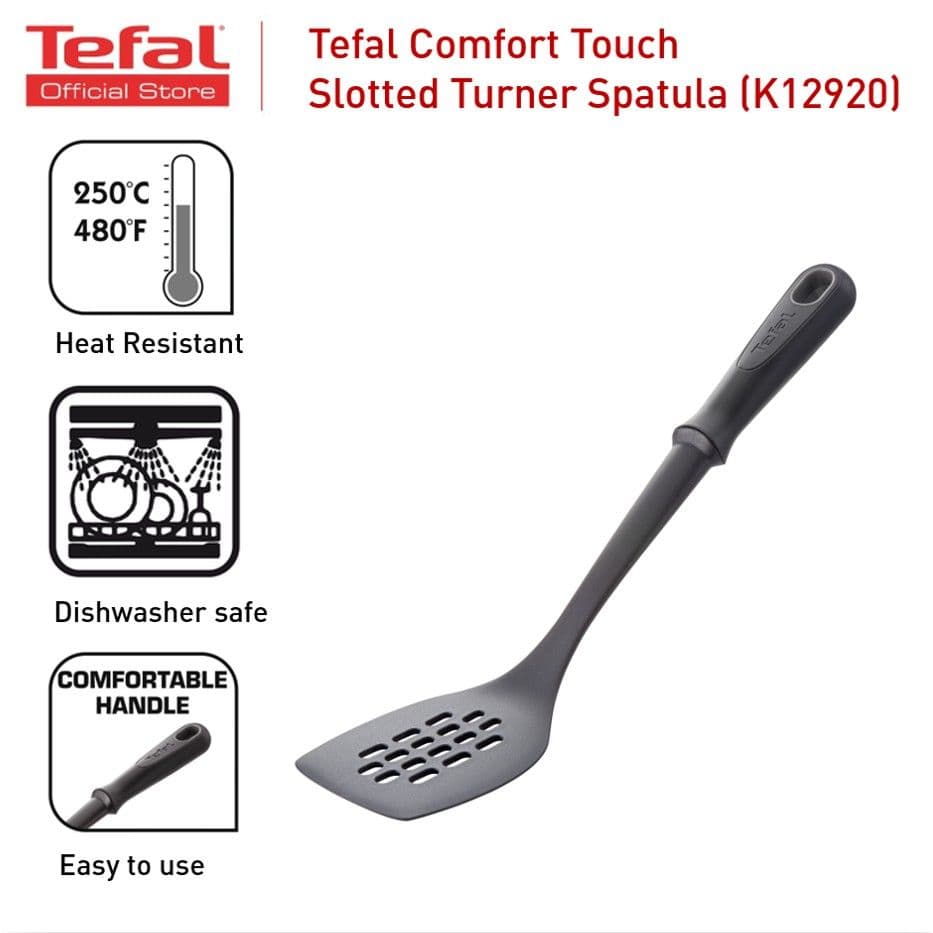 Tefal
Official Store
Tefal Comfort Touch
Slotted Turner Spatula (K12920)
250°C
480°F
Heat Resistant
Tefal
Dishwasher safe
COMFORTABLE
HANDLE
Tefal
Easy to use